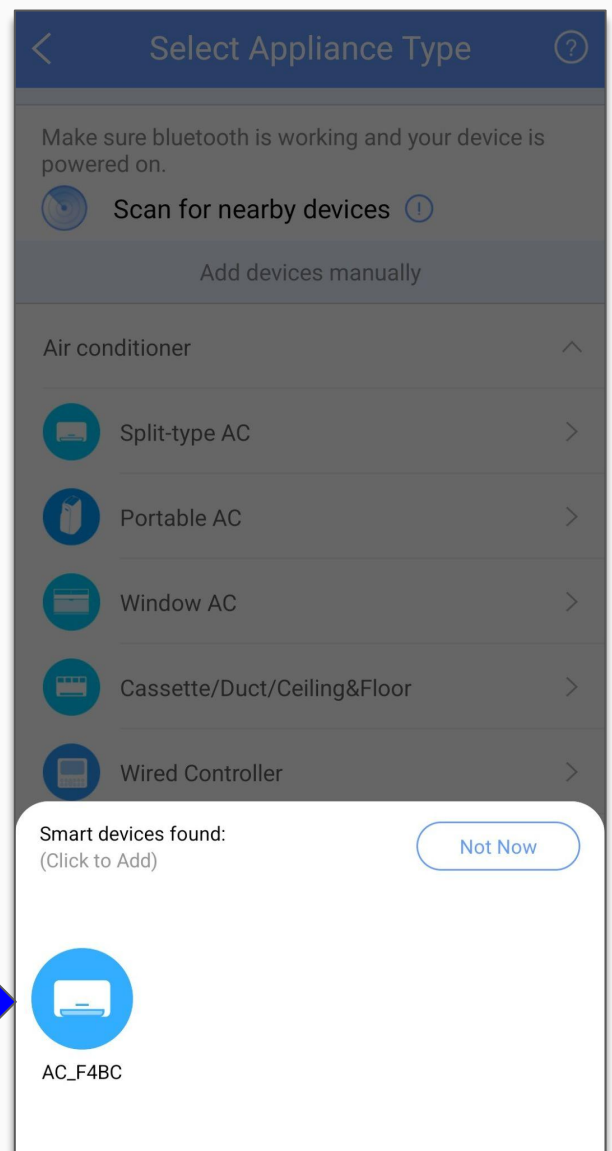 Select Appliance Type
?
Make sure bluetooth is working and your device is
powered on.
Scan for nearby devices !
Add devices manually
Air conditioner
Split-type AC
Portable AC
Window AC
Cassette/Duct/Ceiling&Floor
Wired Controller
Smart devices found:
(Click to Add)
Not Now
AC_F4BC